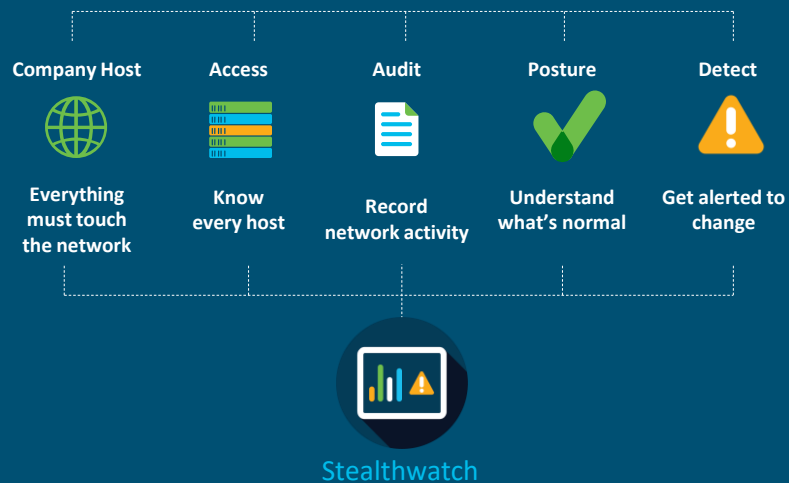 Company Host
Access
Audit
Posture
Detect
Everything
must touch
the network
Know
every host
Record
network activity
Understand
what's normal
Get alerted to
change
Stealthwatch